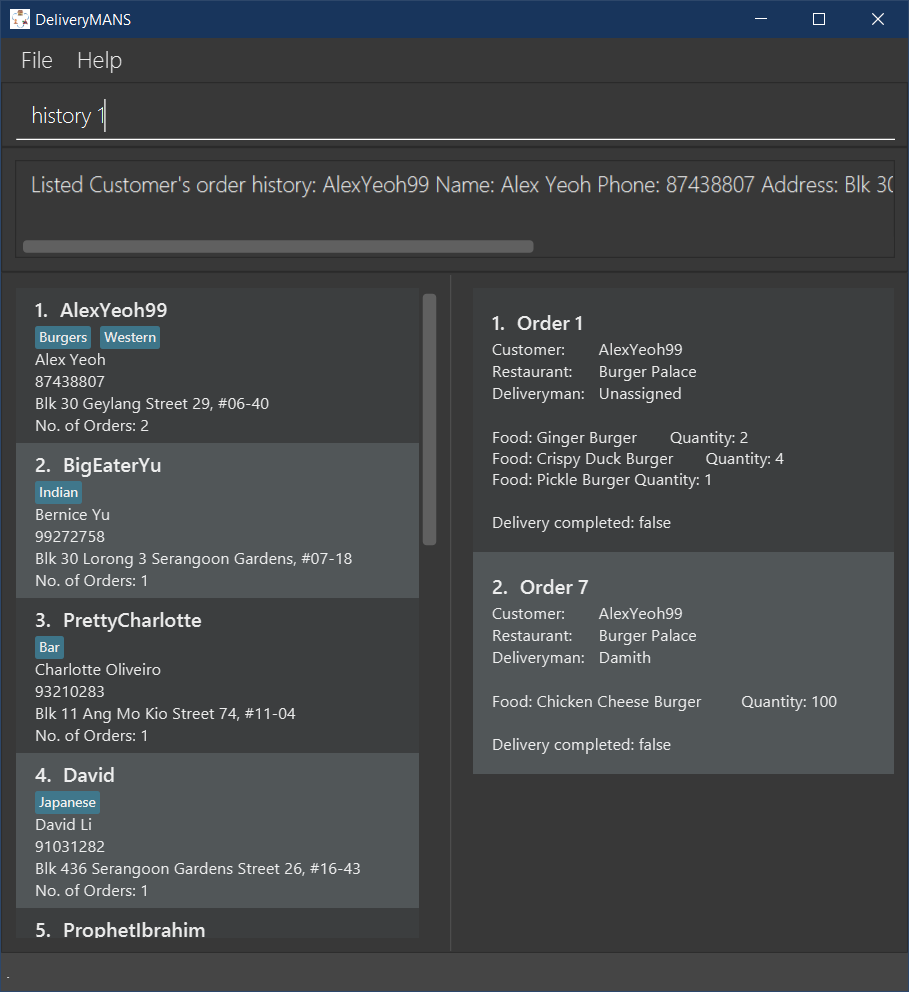 DeliveryMANS
File Help
history 1
Listed Customer's order history: AlexYeoh99 Name: Alex Yeoh Phone: 87438807 Address: Blk 30
1. AlexYeoh99
Burgers Western
Alex Yeoh
87438807
Blk 30 Geylang Street 29, #06-40
No. of Orders: 2
2. BigEaterYu
Indian
Bernice Yu
99272758
Blk 30 Lorong 3 Serangoon Gardens, #07-18
No. of Orders: 1
3. PrettyCharlotte
Bar
Charlotte Oliveiro
93210283
Blk 11 Ang Mo Kio Street 74, #11-04
No. of Orders: 1
4. David
Japanese
David Li
91031282
Blk 436 Serangoon Gardens Street 26, #16-43
No. of Orders: 1
5. ProphetIbrahim
1. Order 1
Customer: AlexYeoh99
Restaurant: Burger Palace
Deliveryman: Unassigned
Food: Ginger Burger Quantity: 2
Food: Crispy Duck Burger Quantity: 4
Food: Pickle Burger Quantity: 1
Delivery completed: false
2. Order 7
Customer: AlexYeoh99
Restaurant: Burger Palace
Deliveryman: Damith
Food: Chicken Cheese Burger Quantity: 100
Delivery completed: false
.